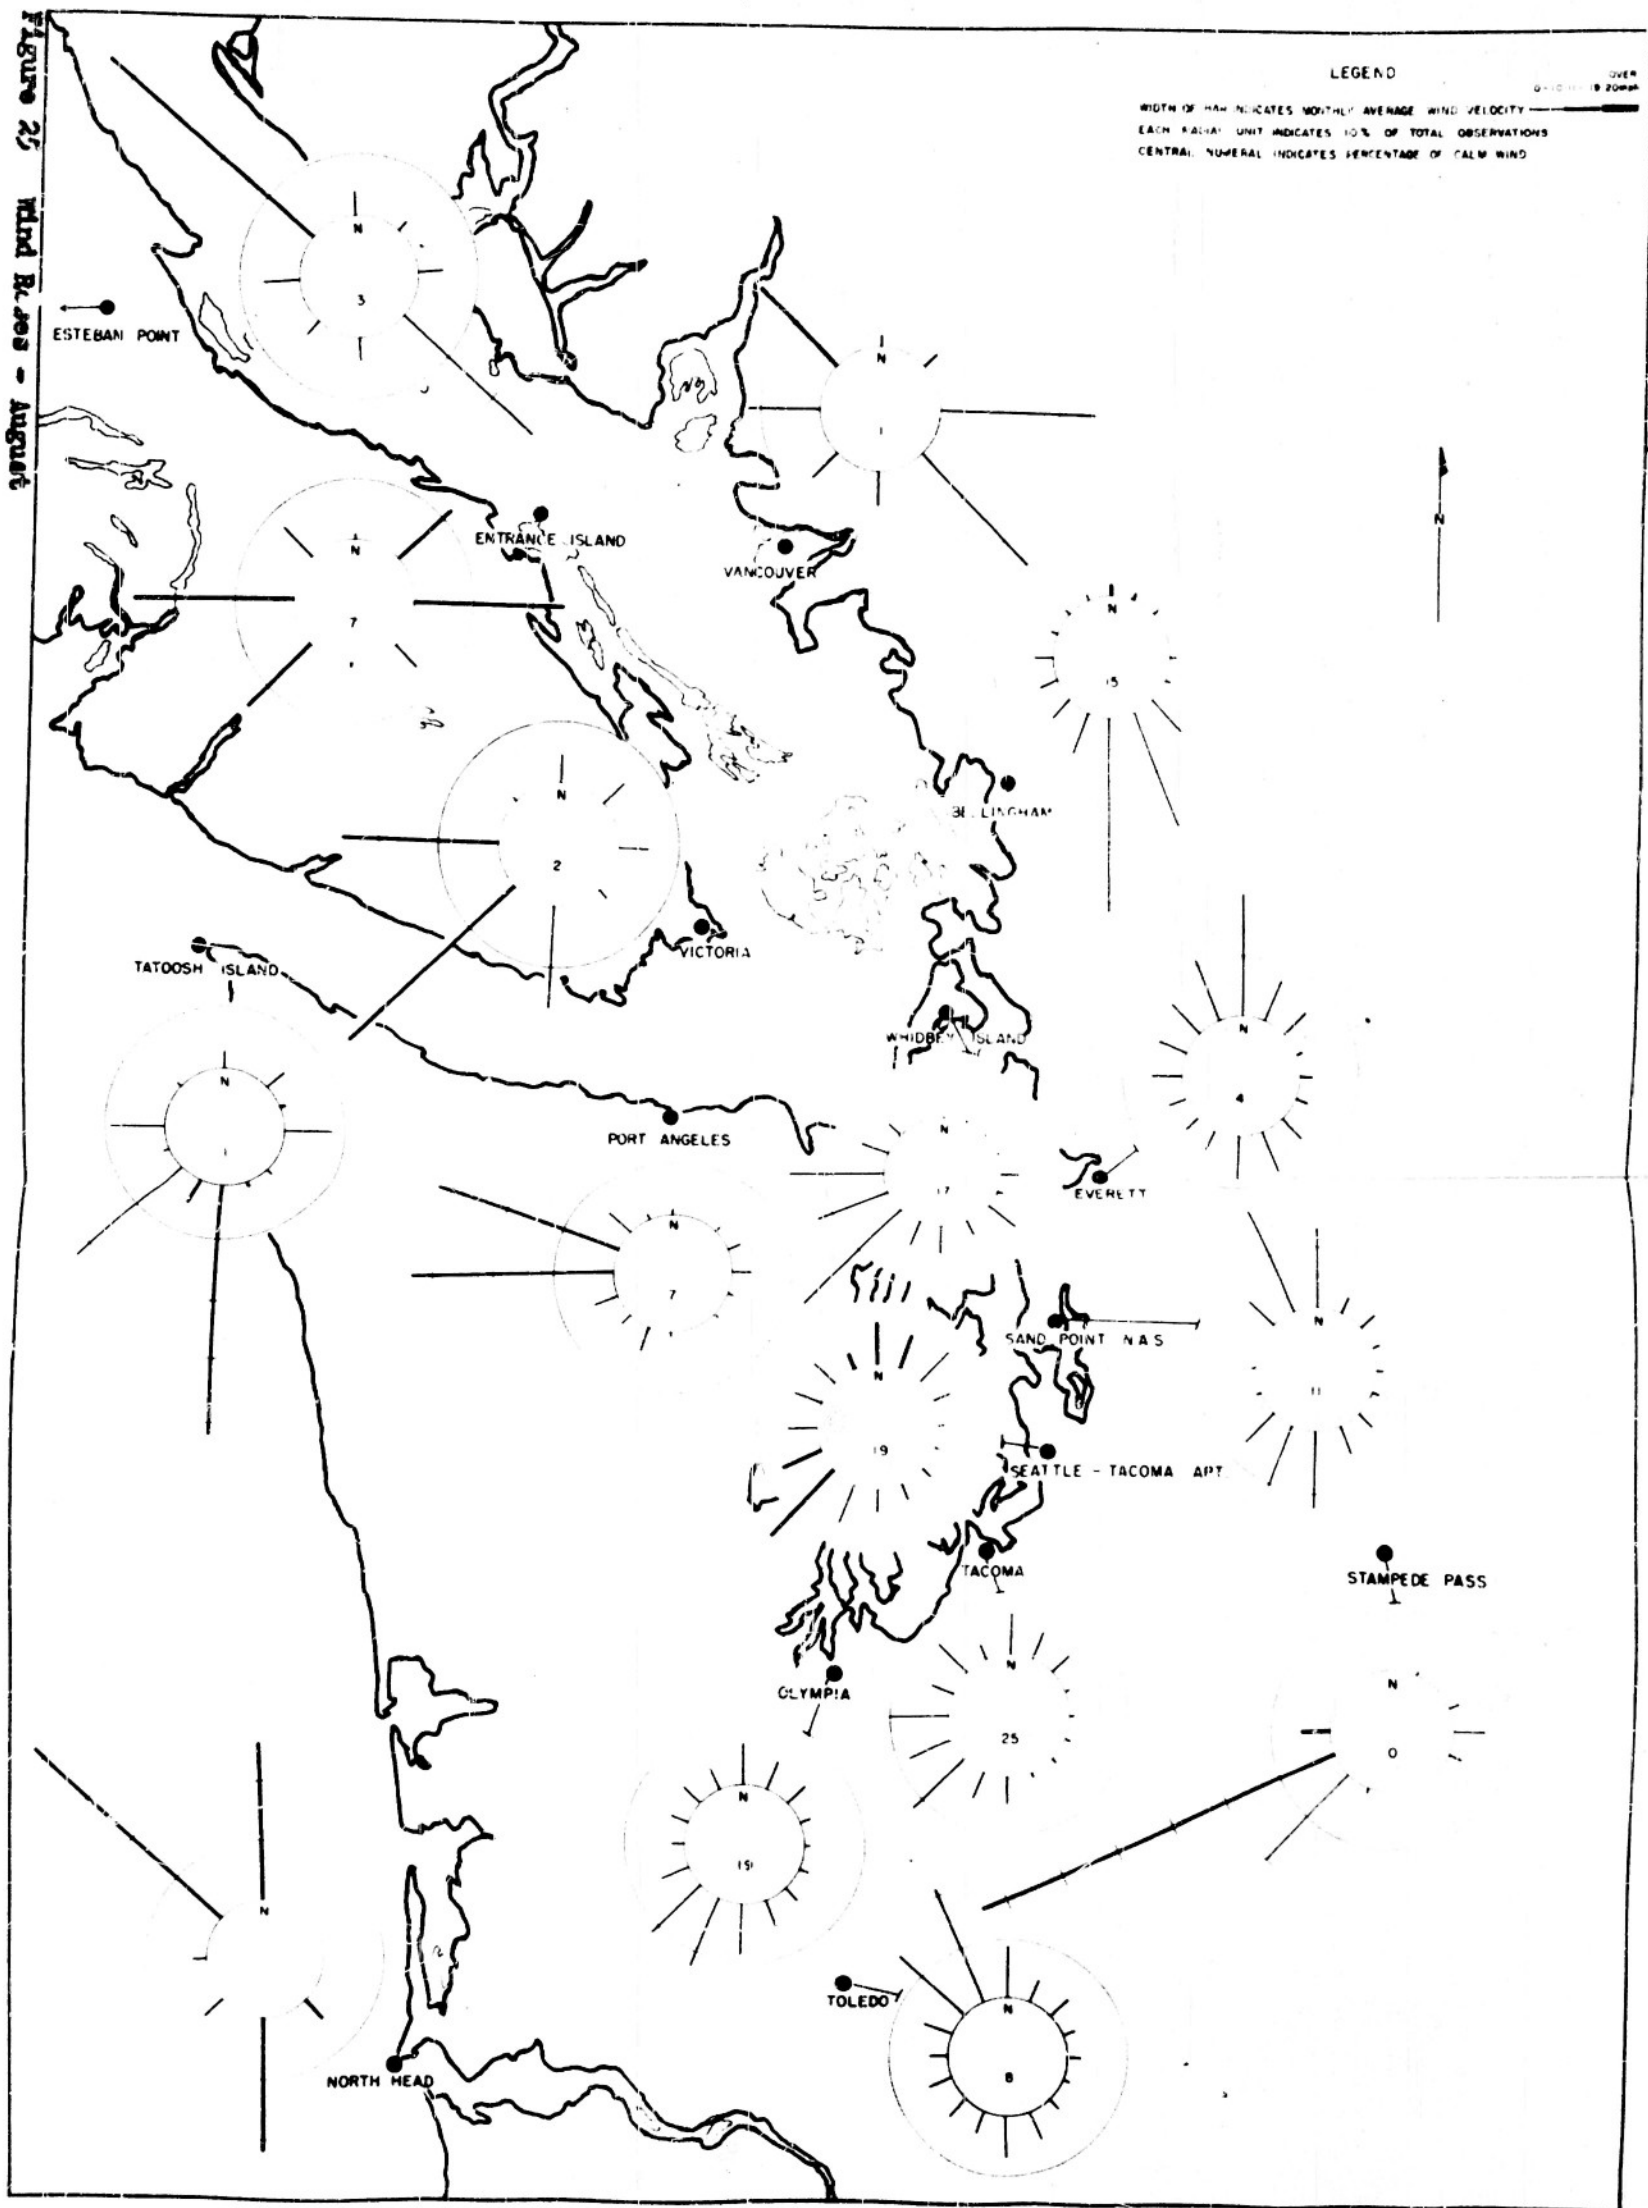 Figure 25 Wind Roses - August
LEGEND
OVER
WIDTH OF BAR INDICATES MONTHLY AVERAGE WIND VELOCITY
EACH RADIAL UNIT INDICATES 10% OF TOTAL OBSERVATIONS
CENTRAL NUMERAL INDICATES PERCENTAGE OF CALM WIND
N
3
ESTEBAN POINT
N
1
N
ENTRANCE ISLAND
VANCOUVER
N
7
N
15
BELLINGHAM
N
2
VICTORIA
TATOOSH ISLAND
WHIDBEY ISLAND
N
4
N
1
PORT ANGELES
N
17
EVERETT
N
7
SAND POINT N A S
N
11
N
19
SEATTLE - TACOMA APT.
TACOMA
STAMPEDE PASS
OLYMPIA
N
25
N
0
N
15
N
TOLEDO
N
8
NORTH HEAD